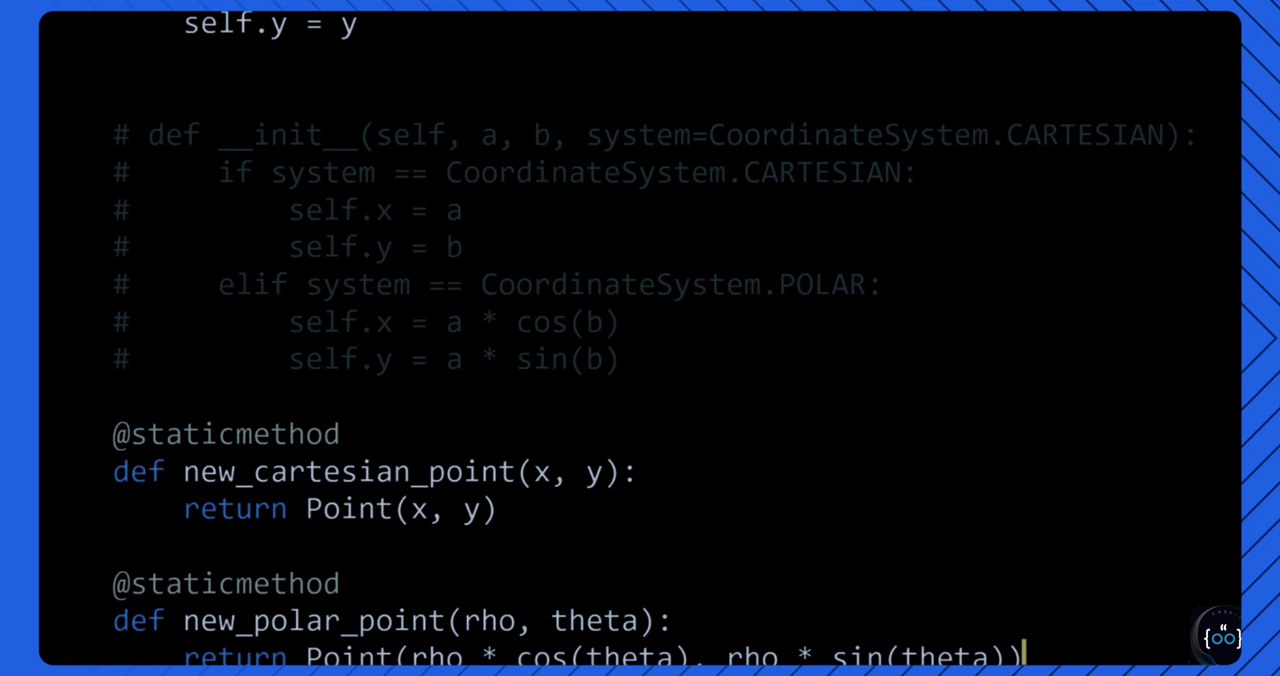 self.y = y
# def __init__(self, a, b, system=CoordinateSystem.CARTESIAN):
#     if system == CoordinateSystem.CARTESIAN:
#         self.x = a
#         self.y = b
#     elif system == CoordinateSystem.POLAR:
#         self.x = a * cos(b)
#         self.y = a * sin(b)
@staticmethod
def new_cartesian_point(x, y):
    return Point(x, y)
@staticmethod
def new_polar_point(rho, theta):
    return Point(rho * cos(theta), rho * sin(theta))